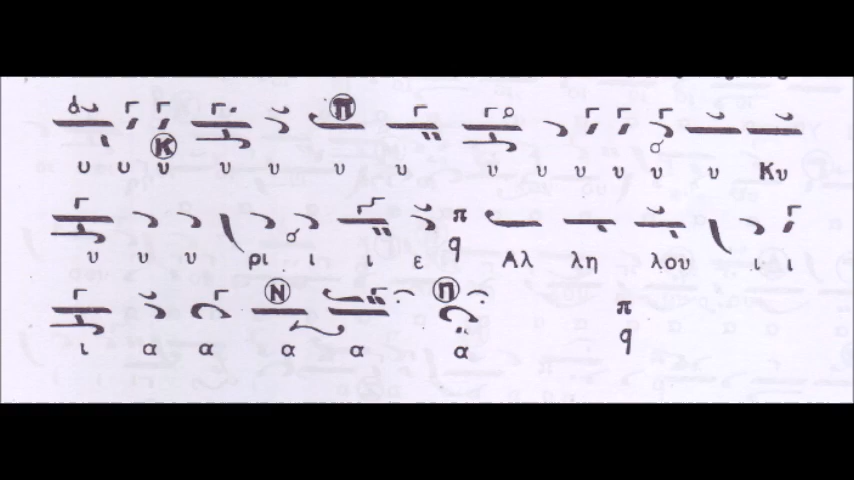 υ υ υ υ υ υ υ υ υ υ υ υ υ Κυ
υ υ υ ρι ι ι ε π q Αλ λη λου ι ι
ι α α α α α π q